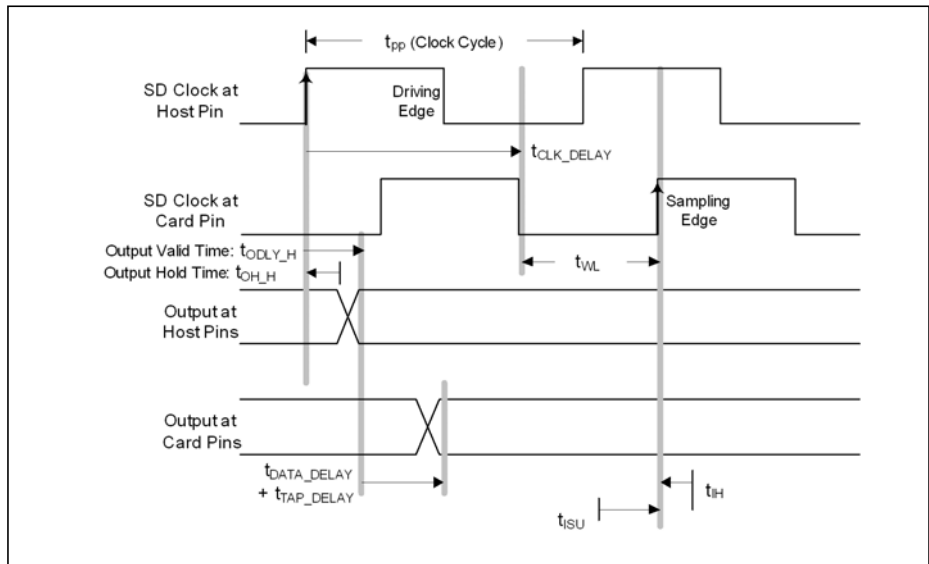 tpp (Clock Cycle)
SD Clock at
Host Pin
Driving
Edge
tCLK_DELAY
SD Clock at
Card Pin
Sampling
Edge
Output Valid Time: tODLY_H
Output Hold Time: tOH_H
tWL
Output at
Host Pins
Output at
Card Pins
tDATA_DELAY
+ tTAP_DELAY
tIH
tISU